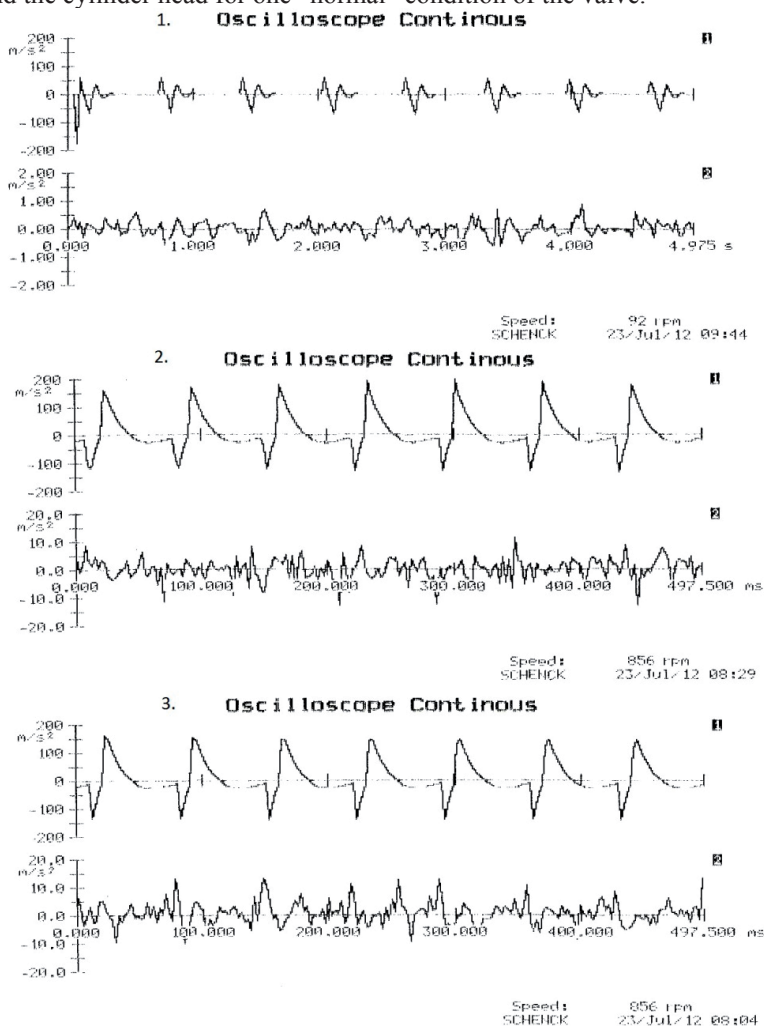 nd the cylinder head for one "normal" condition of the valve.
1. Oscilloscope Continous
200
m/s²
100
0
-100
-200
1
2.00
m/s²
1.00
0.00
-1.00
-2.00
2
0.000 1.000 2.000 3.000 4.000 4.975 s
Speed: 92 rpm
SCHENCK 23/Jul/12 09:44
2. Oscilloscope Continous
200
m/s²
100
0
-100
-200
1
20.0
m/s²
10.0
0.0
-10.0
-20.0
2
0.000 100.000 200.000 300.000 400.000 497.500 ms
Speed: 856 rpm
SCHENCK 23/Jul/12 08:29
3. Oscilloscope Continous
200
m/s²
100
0
-100
-200
1
20.0
m/s²
10.0
0.0
-10.0
-20.0
2
0.000 100.000 200.000 300.000 400.000 497.500 ms
Speed: 856 rpm
SCHENCK 23/Jul/12 08:04